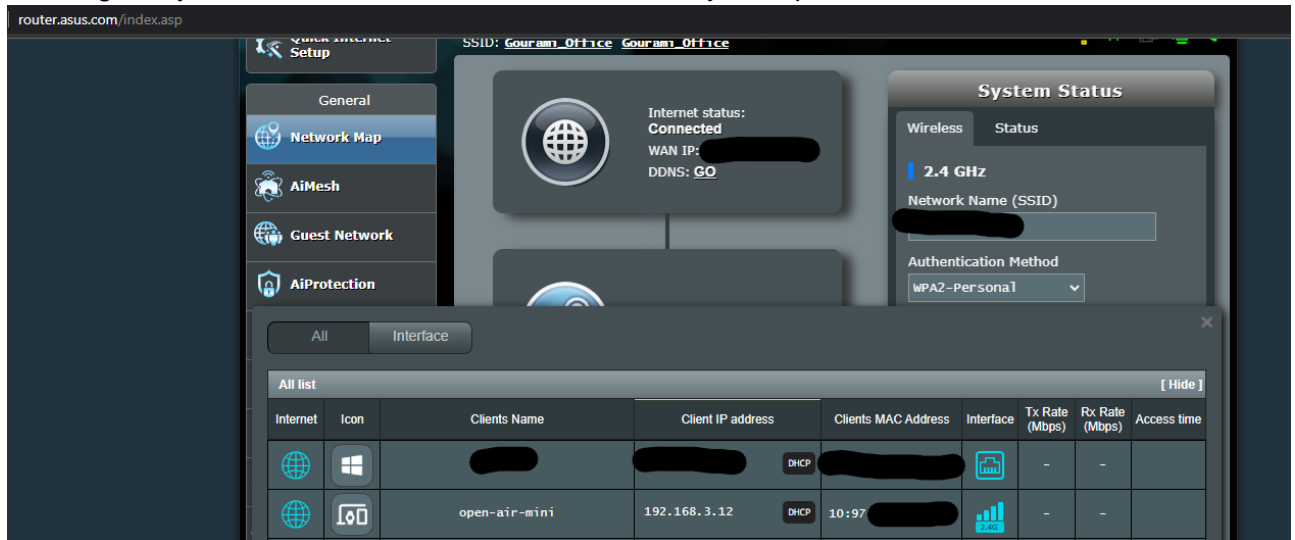 router.asus.com/index.asp
Setup
SSID: Gourami_Office Gourami_Office
General
Network Map
AiMesh
Guest Network
AiProtection
Internet status:
Connected
WAN IP:
DDNS: GO
System Status
Wireless Status
2.4 GHz
Network Name (SSID)
Authentication Method
WPA2-Personal
All Interface
All list [ Hide ]
Internet Icon Clients Name Client IP address Clients MAC Address Interface Tx Rate (Mbps) Rx Rate (Mbps) Access time
DHCP - -
open-air-mini 192.168.3.12 DHCP 10:97 2.4G - -